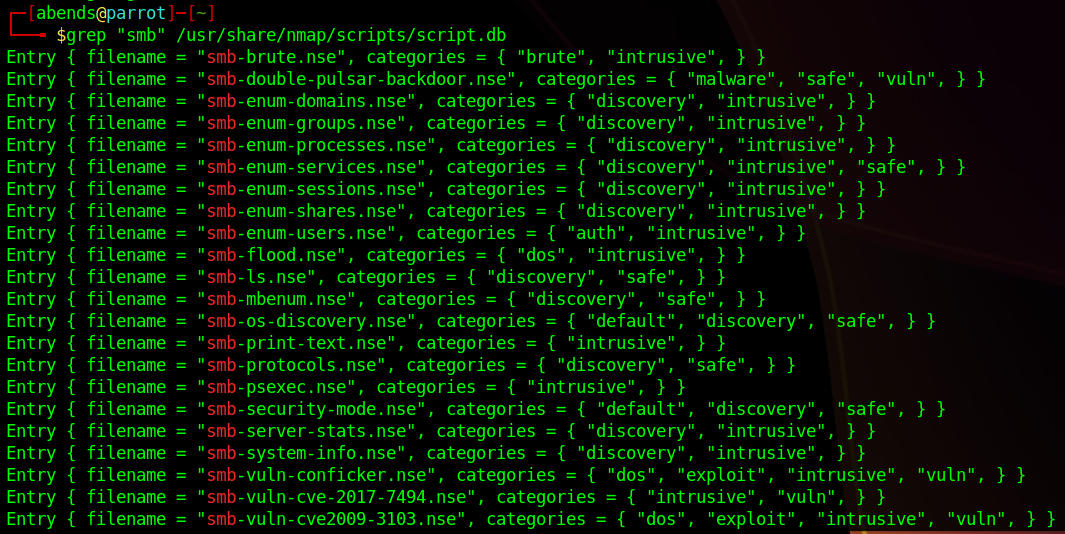 ┌─[abends@parrot]─[~]
└──╼ $grep "smb" /usr/share/nmap/scripts/script.db
Entry { filename = "smb-brute.nse", categories = { "brute", "intrusive", } }
Entry { filename = "smb-double-pulsar-backdoor.nse", categories = { "malware", "safe", "vuln", } }
Entry { filename = "smb-enum-domains.nse", categories = { "discovery", "intrusive", } }
Entry { filename = "smb-enum-groups.nse", categories = { "discovery", "intrusive", } }
Entry { filename = "smb-enum-processes.nse", categories = { "discovery", "intrusive", } }
Entry { filename = "smb-enum-services.nse", categories = { "discovery", "intrusive", "safe", } }
Entry { filename = "smb-enum-sessions.nse", categories = { "discovery", "intrusive", } }
Entry { filename = "smb-enum-shares.nse", categories = { "discovery", "intrusive", } }
Entry { filename = "smb-enum-users.nse", categories = { "auth", "intrusive", } }
Entry { filename = "smb-flood.nse", categories = { "dos", "intrusive", } }
Entry { filename = "smb-ls.nse", categories = { "discovery", "safe", } }
Entry { filename = "smb-mbenum.nse", categories = { "discovery", "safe", } }
Entry { filename = "smb-os-discovery.nse", categories = { "default", "discovery", "safe", } }
Entry { filename = "smb-print-text.nse", categories = { "intrusive", } }
Entry { filename = "smb-protocols.nse", categories = { "discovery", "safe", } }
Entry { filename = "smb-psexec.nse", categories = { "intrusive", } }
Entry { filename = "smb-security-mode.nse", categories = { "default", "discovery", "safe", } }
Entry { filename = "smb-server-stats.nse", categories = { "discovery", "intrusive", } }
Entry { filename = "smb-system-info.nse", categories = { "discovery", "intrusive", } }
Entry { filename = "smb-vuln-conficker.nse", categories = { "dos", "exploit", "intrusive", "vuln", } }
Entry { filename = "smb-vuln-cve-2017-7494.nse", categories = { "intrusive", "vuln", } }
Entry { filename = "smb-vuln-cve2009-3103.nse", categories = { "dos", "exploit", "intrusive", "vuln", } }